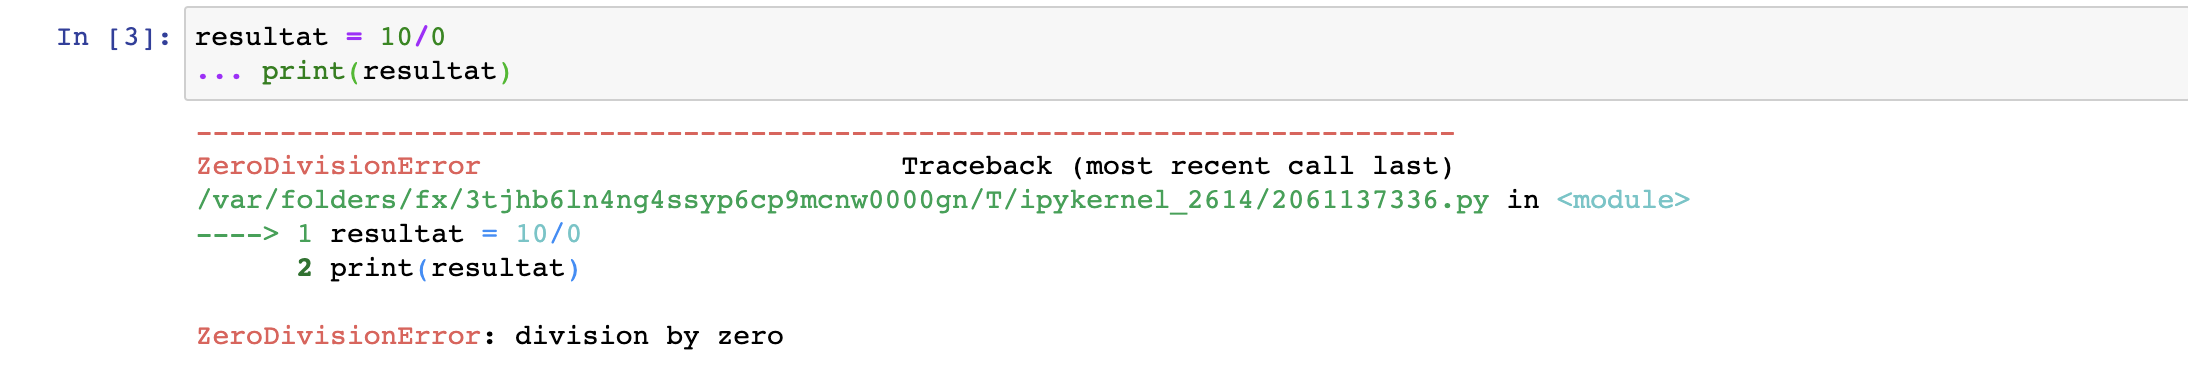 In [3]: resultat = 10/0
... print(resultat)
---------------------------------------------------------------------------
ZeroDivisionError                         Traceback (most recent call last)
/var/folders/fx/3tjhb6ln4ng4ssyp6cp9mcnw0000gn/T/ipykernel_2614/2061137336.py in <module>
----> 1 resultat = 10/0
      2 print(resultat)
ZeroDivisionError: division by zero